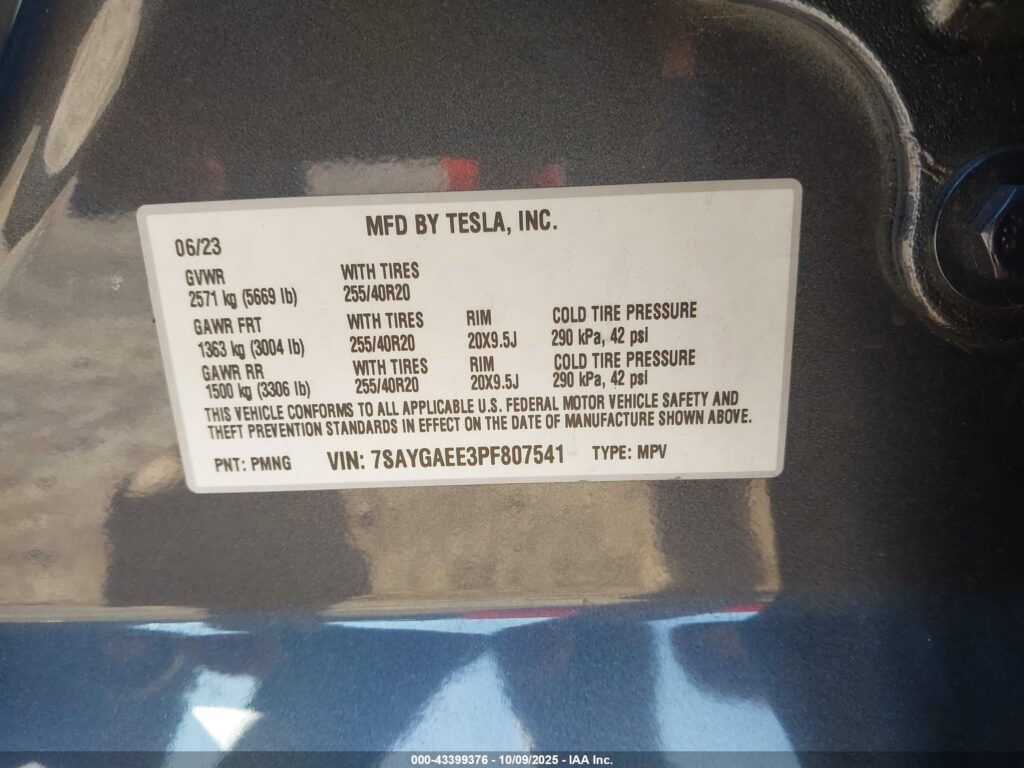 MFD BY TESLA, INC.
06/23
GVWR WITH TIRES
2571 kg (5669 lb) 255/40R20
GAWR FRT WITH TIRES RIM COLD TIRE PRESSURE
1363 kg (3004 lb) 255/40R20 20X9.5J 290 kPa, 42 psi
GAWR RR WITH TIRES RIM COLD TIRE PRESSURE
1500 kg (3306 lb) 255/40R20 20X9.5J 290 kPa, 42 psi
THIS VEHICLE CONFORMS TO ALL APPLICABLE U.S. FEDERAL MOTOR VEHICLE SAFETY AND
THEFT PREVENTION STANDARDS IN EFFECT ON THE DATE OF MANUFACTURE SHOWN ABOVE.
PNT: PMNG VIN: 7SAYGAEE3PF807541 TYPE: MPV
000-43399376 - 10/09/2025 - IAA Inc.